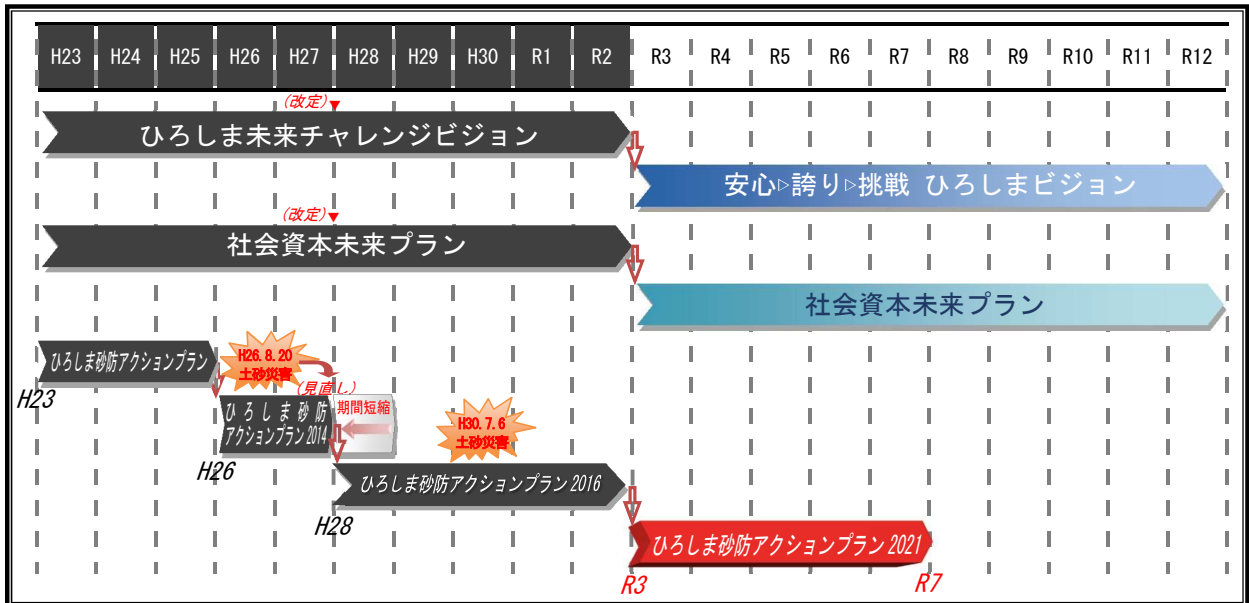 H23 H24 H25 H26 H27 H28 H29 H30 R1 R2 R3 R4 R5 R6 R7 R8 R9 R10 R11 R12
(改定)▼
ひろしま未来チャレンジビジョン
安心▷誇り▷挑戦 ひろしまビジョン
(改定)▼
社会資本未来プラン
社会資本未来プラン
ひろしま砂防アクションプラン
H23
H26.8.20
土砂災害
(見直し)
ひろしま砂防
アクションプラン2014
期間短縮
H26
H30.7.6
土砂災害
ひろしま砂防アクションプラン2016
H28
ひろしま砂防アクションプラン2021
R3
R7